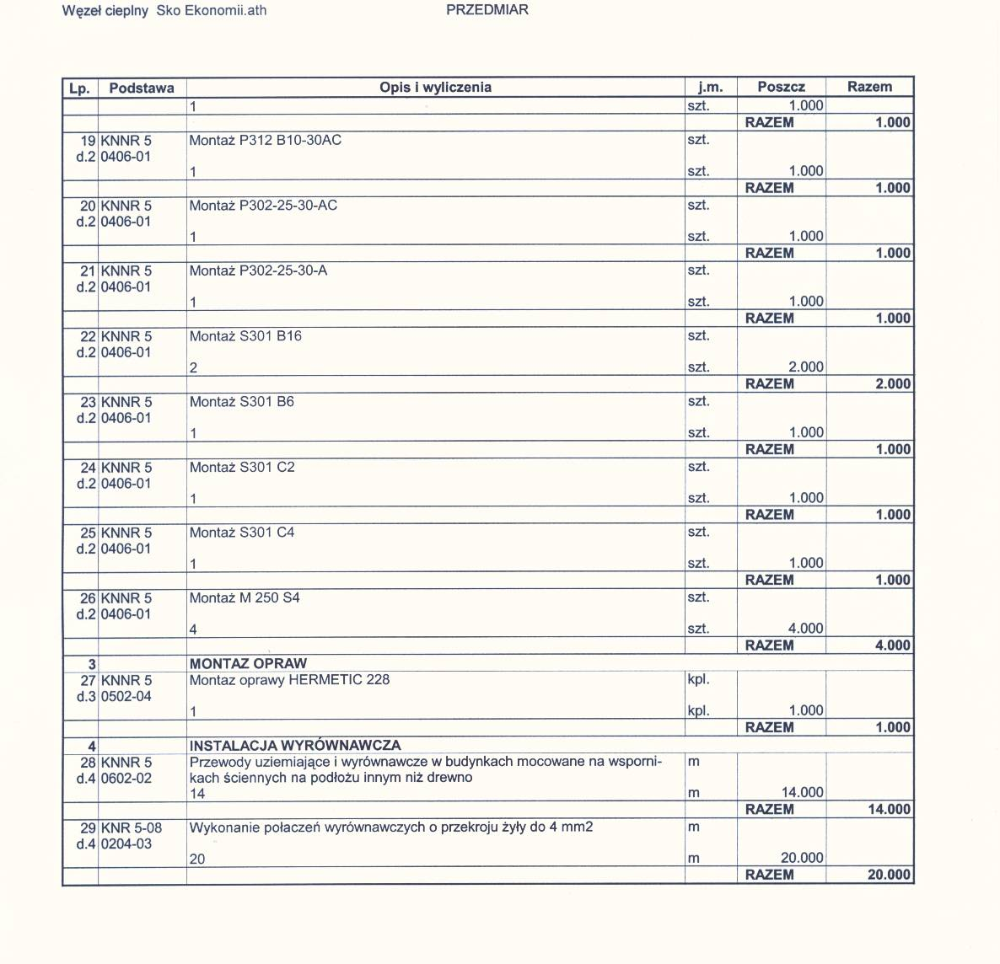 Węzeł cieplny Sko Ekonomii.ath PRZEDMIAR
Lp. Podstawa Opis i wyliczenia j.m. Poszcz Razem
1 szt. 1.000
RAZEM 1.000
19 KNNR 5 Montaż P312 B10-30AC szt.
d.2 0406-01
1 szt. 1.000
RAZEM 1.000
20 KNNR 5 Montaż P302-25-30-AC szt.
d.2 0406-01
1 szt. 1.000
RAZEM 1.000
21 KNNR 5 Montaż P302-25-30-A szt.
d.2 0406-01
1 szt. 1.000
RAZEM 1.000
22 KNNR 5 Montaż S301 B16 szt.
d.2 0406-01
2 szt. 2.000
RAZEM 2.000
23 KNNR 5 Montaż S301 B6 szt.
d.2 0406-01
1 szt. 1.000
RAZEM 1.000
24 KNNR 5 Montaż S301 C2 szt.
d.2 0406-01
1 szt. 1.000
RAZEM 1.000
25 KNNR 5 Montaż S301 C4 szt.
d.2 0406-01
1 szt. 1.000
RAZEM 1.000
26 KNNR 5 Montaż M 250 S4 szt.
d.2 0406-01
4 szt. 4.000
RAZEM 4.000
3 MONTAZ OPRAW
27 KNNR 5 Montaz oprawy HERMETIC 228 kpl.
d.3 0502-04
1 kpl. 1.000
RAZEM 1.000
4 INSTALACJA WYRÓWNAWCZA
28 KNNR 5 Przewody uziemiające i wyrównawcze w budynkach mocowane na wsporni- m
d.4 0602-02 kach ściennych na podłożu innym niż drewno
14 m 14.000
RAZEM 14.000
29 KNR 5-08 Wykonanie połaczeń wyrównawczych o przekroju żyły do 4 mm2 m
d.4 0204-03
20 m 20.000
RAZEM 20.000